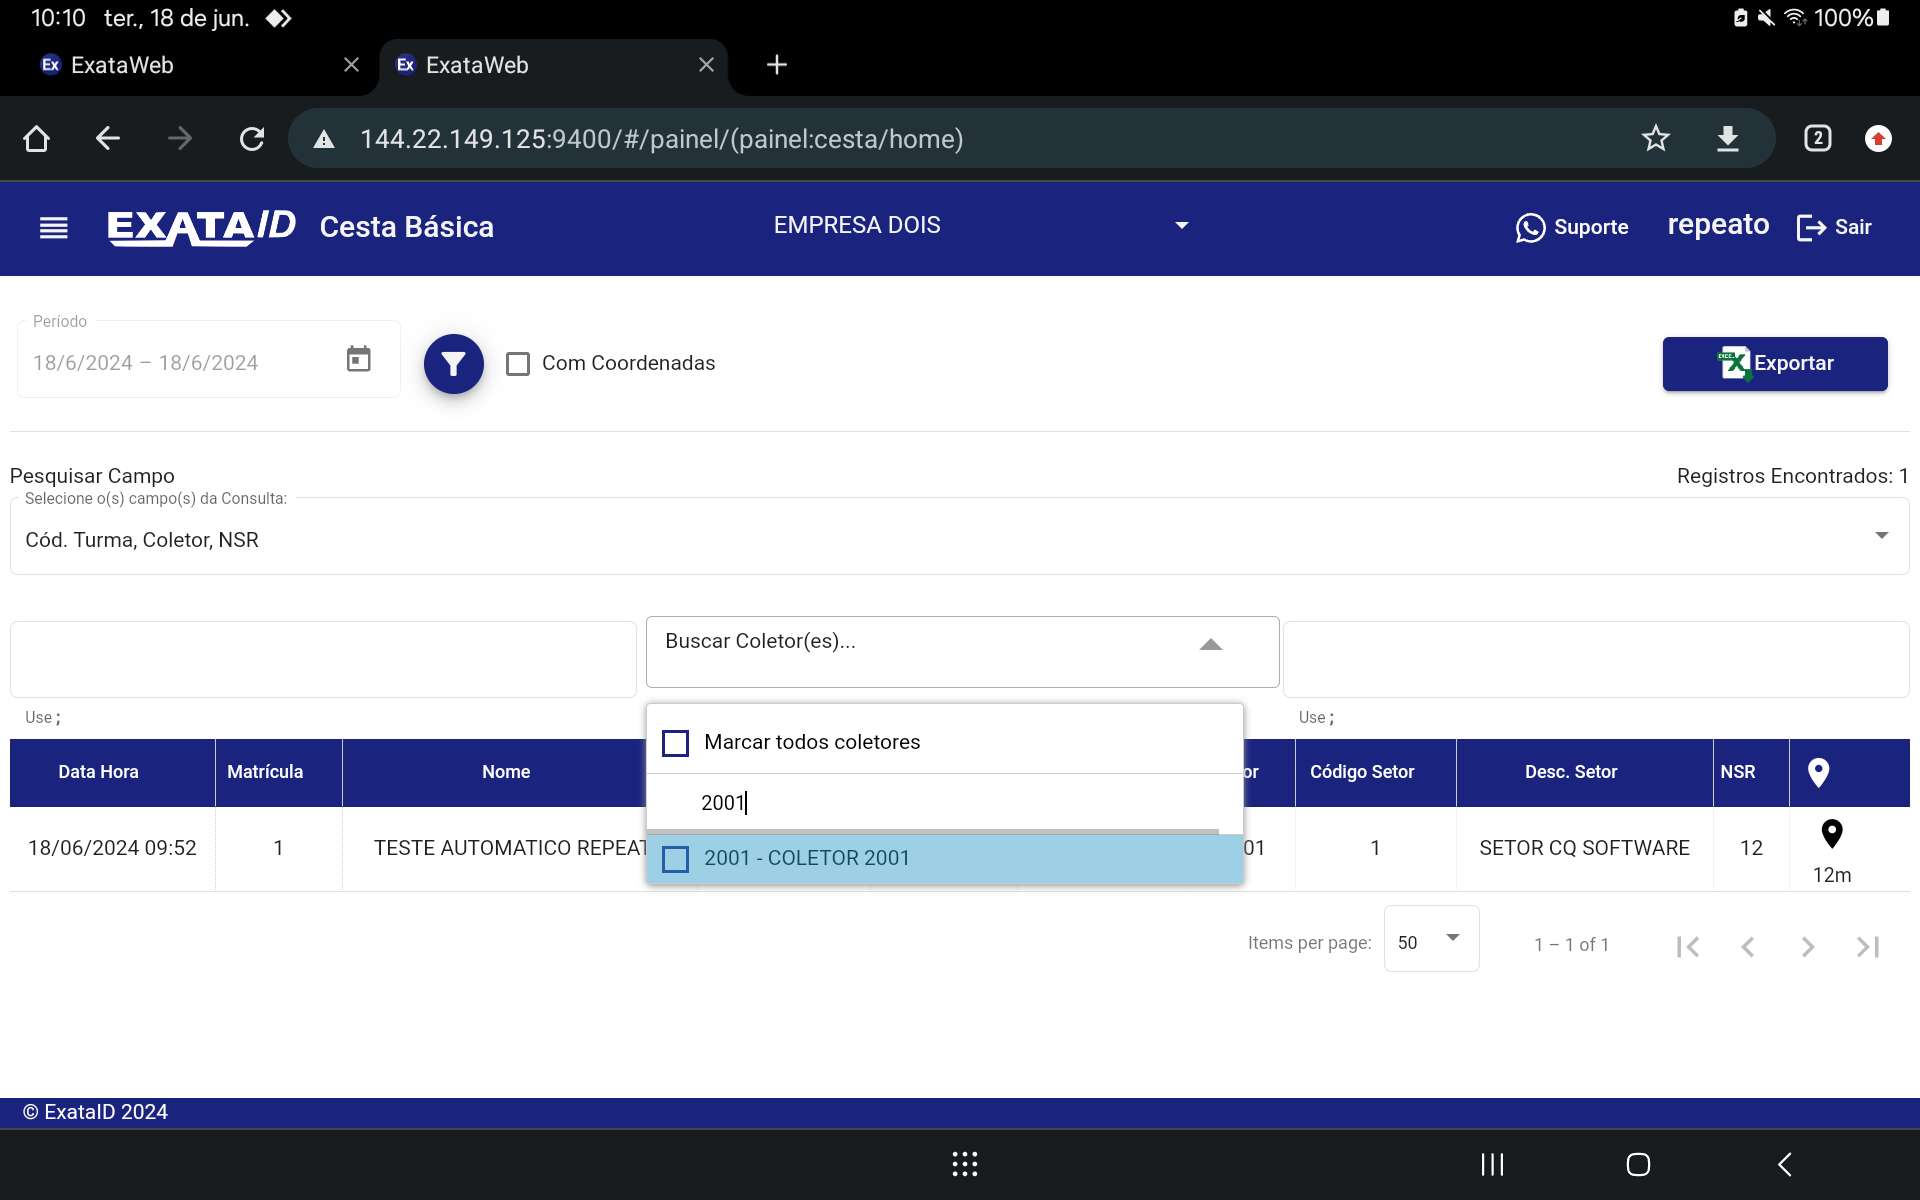 10:10 ter., 18 de jun.
100%
Ex ExataWeb
Ex ExataWeb
144.22.149.125:9400/#/painel/(painel:cesta/home)
2
EXATAID Cesta Básica
EMPRESA DOIS
Suporte
repeato
Sair
Período
18/6/2024 – 18/6/2024
Com Coordenadas
Exportar
Pesquisar Campo
Registros Encontrados: 1
Selecione o(s) campo(s) da Consulta:
Cód. Turma, Coletor, NSR
Buscar Coletor(es)...
Use ;
Use ;
Marcar todos coletores
2001
2001 - COLETOR 2001
Data Hora Matrícula Nome or Código Setor Desc. Setor NSR
18/06/2024 09:52 1 TESTE AUTOMATICO REPEAT 01 1 SETOR CQ SOFTWARE 12
12m
Items per page: 50 1 – 1 of 1
© ExataID 2024